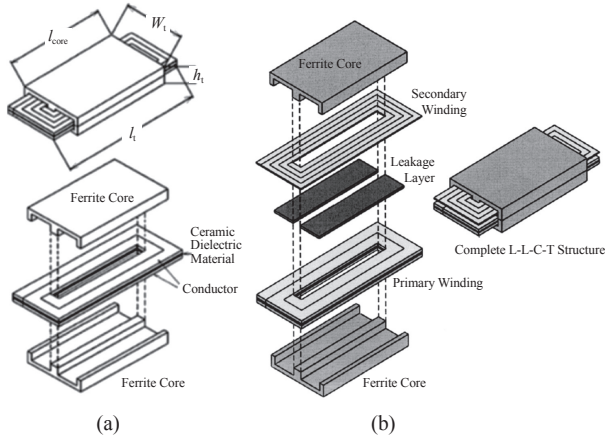 l_core
W_t
h_t
l_t
Ferrite Core
Ceramic
Dielectric
Material
Conductor
Ferrite Core
(a)
Ferrite Core
Secondary
Winding
Leakage
Layer
Primary Winding
Ferrite Core
Complete L-L-C-T Structure
(b)